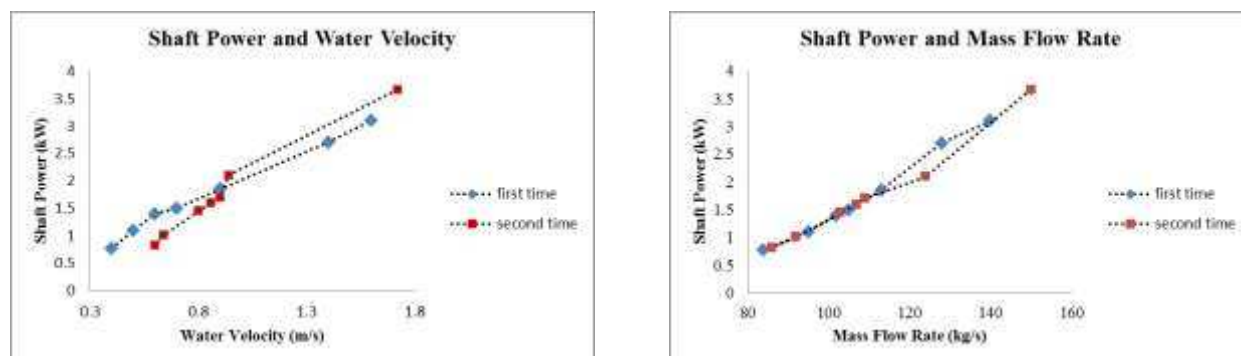 Shaft Power and Water Velocity
Shaft Power (kW)
4
3.5
3
2.5
2
1.5
1
0.5
0
0.3
0.8
1.3
1.8
Water Velocity (m/s)
first time
second time
Shaft Power and Mass Flow Rate
Shaft Power (kW)
4
3.5
3
2.5
2
1.5
1
0.5
0
80
100
120
140
160
Mass Flow Rate (kg/s)
first time
second time